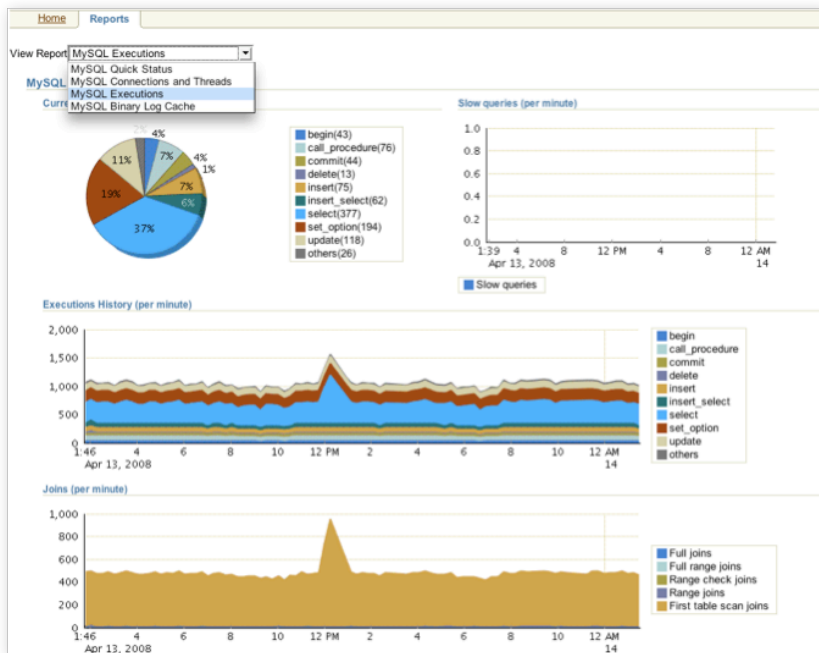 Home Reports
View Report MySQL Executions
MySQL Quick Status
MySQL Connections and Threads
MySQL Executions
MySQL Binary Log Cache
MySQL
Slow queries (per minute)
2%
4%
7%
4%
1%
7%
6%
37%
19%
11%
begin(43)
call_procedure(76)
commit(44)
delete(13)
insert(75)
insert_select(62)
select(377)
set_option(194)
update(118)
others(26)
1.0
0.8
0.6
0.4
0.2
0.0
1:39 4 8 12 PM 4 8 12 AM
Apr 13, 2008 14
Slow queries
Executions History (per minute)
2,000
1,500
1,000
500
0
1:46 4 6 8 10 12 PM 2 4 6 8 10 12 AM
Apr 13, 2008 14
begin
call_procedure
commit
delete
insert
insert_select
select
set_option
update
others
Joins (per minute)
1,000
800
600
400
200
0
1:46 4 6 8 10 12 PM 2 4 6 8 10 12 AM
Apr 13, 2008 14
Full joins
Full range joins
Range check joins
Range joins
First table scan joins